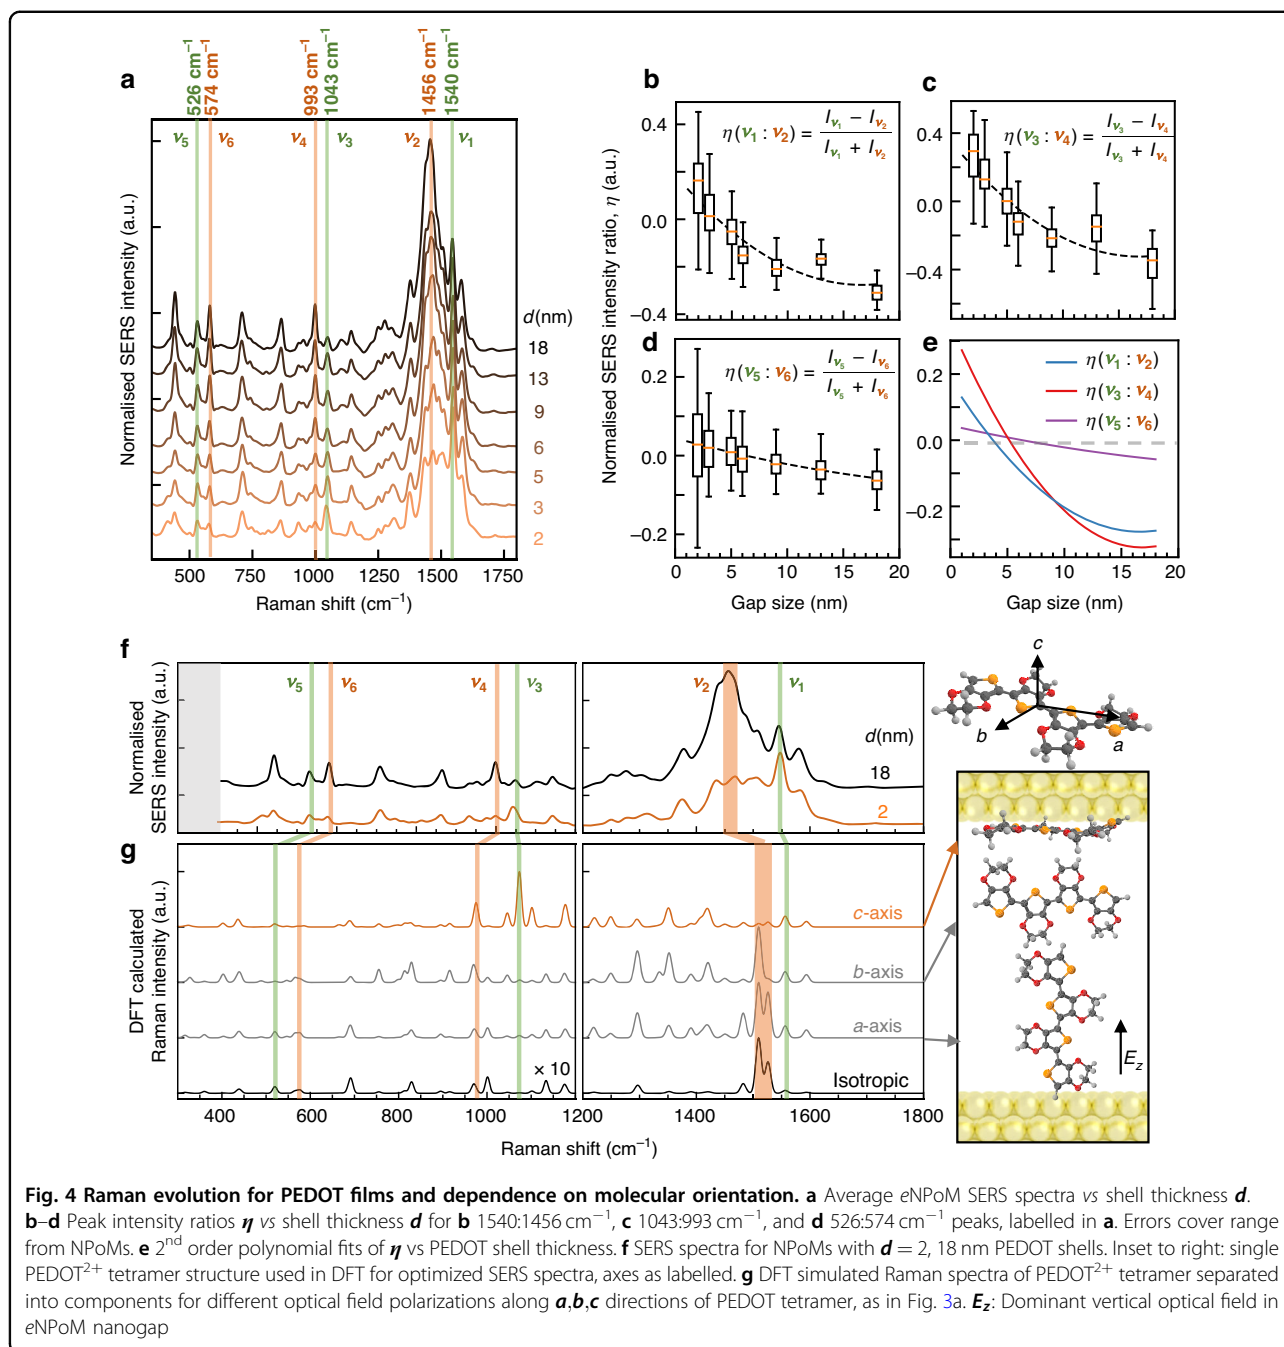 526 cm⁻¹
574 cm⁻¹
993 cm⁻¹
1043 cm⁻¹
1456 cm⁻¹
1540 cm⁻¹
a
ν₅ ν₆ ν₄ ν₃ ν₂ ν₁
Normalised SERS intensity (a.u.)
d(nm)
18
13
9
6
5
3
2
500 750 1000 1250 1500 1750
Raman shift (cm⁻¹)
b
η(ν₁ : ν₂) = (Iν₁ − Iν₂) / (Iν₁ + Iν₂)
0.4
0.0
−0.4
Normalised SERS intensity ratio, η (a.u.)
c
η(ν₃ : ν₄) = (Iν₃ − Iν₄) / (Iν₃ + Iν₄)
0.4
0.0
−0.4
d
η(ν₅ : ν₆) = (Iν₅ − Iν₆) / (Iν₅ + Iν₆)
0.2
0.0
−0.2
0 5 10 15 20
Gap size (nm)
e
η(ν₁ : ν₂)
η(ν₃ : ν₄)
η(ν₅ : ν₆)
0.2
0.0
−0.2
0 5 10 15 20
Gap size (nm)
f
ν₅ ν₆ ν₄ ν₃ ν₂ ν₁
Normalised
SERS intensity (a.u.)
d(nm)
18
2
c
b
a
g
DFT calculated
Raman intensity (a.u.)
c-axis
b-axis
a-axis
× 10
Isotropic
400 600 800 1000 1200 1400 1600 1800
Raman shift (cm⁻¹)
E_z
Fig. 4 Raman evolution for PEDOT films and dependence on molecular orientation. a Average eNPoM SERS spectra vs shell thickness d.
b–d Peak intensity ratios η vs shell thickness d for b 1540:1456 cm⁻¹, c 1043:993 cm⁻¹, and d 526:574 cm⁻¹ peaks, labelled in a. Errors cover range
from NPoMs. e 2ⁿᵈ order polynomial fits of η vs PEDOT shell thickness. f SERS spectra for NPoMs with d = 2, 18 nm PEDOT shells. Inset to right: single
PEDOT²⁺ tetramer structure used in DFT for optimized SERS spectra, axes as labelled. g DFT simulated Raman spectra of PEDOT²⁺ tetramer separated
into components for different optical field polarizations along a,b,c directions of PEDOT tetramer, as in Fig. 3a. E_z: Dominant vertical optical field in
eNPoM nanogap